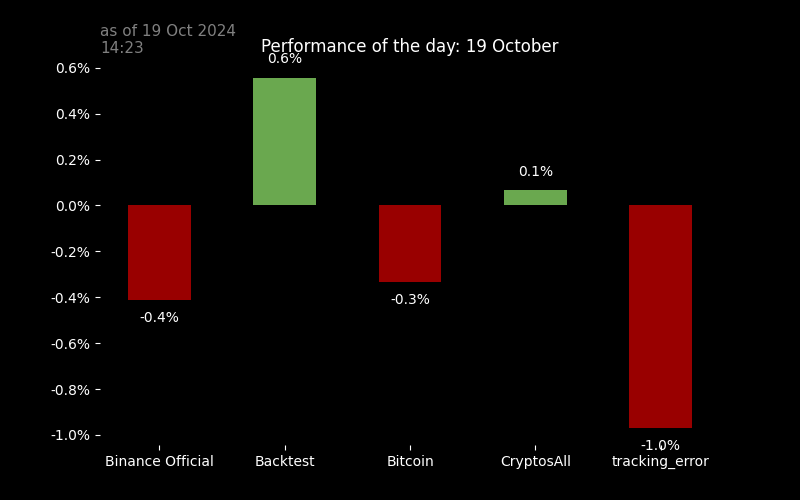 as of 19 Oct 2024
14:23
Performance of the day: 19 October
0.6%
0.6%
0.4%
0.2%
0.1%
0.0%
-0.2%
-0.4%
-0.3%
-0.4%
-0.6%
-0.8%
-1.0%
-1.0%
Binance Official
Backtest
Bitcoin
CryptosAll
tracking_error